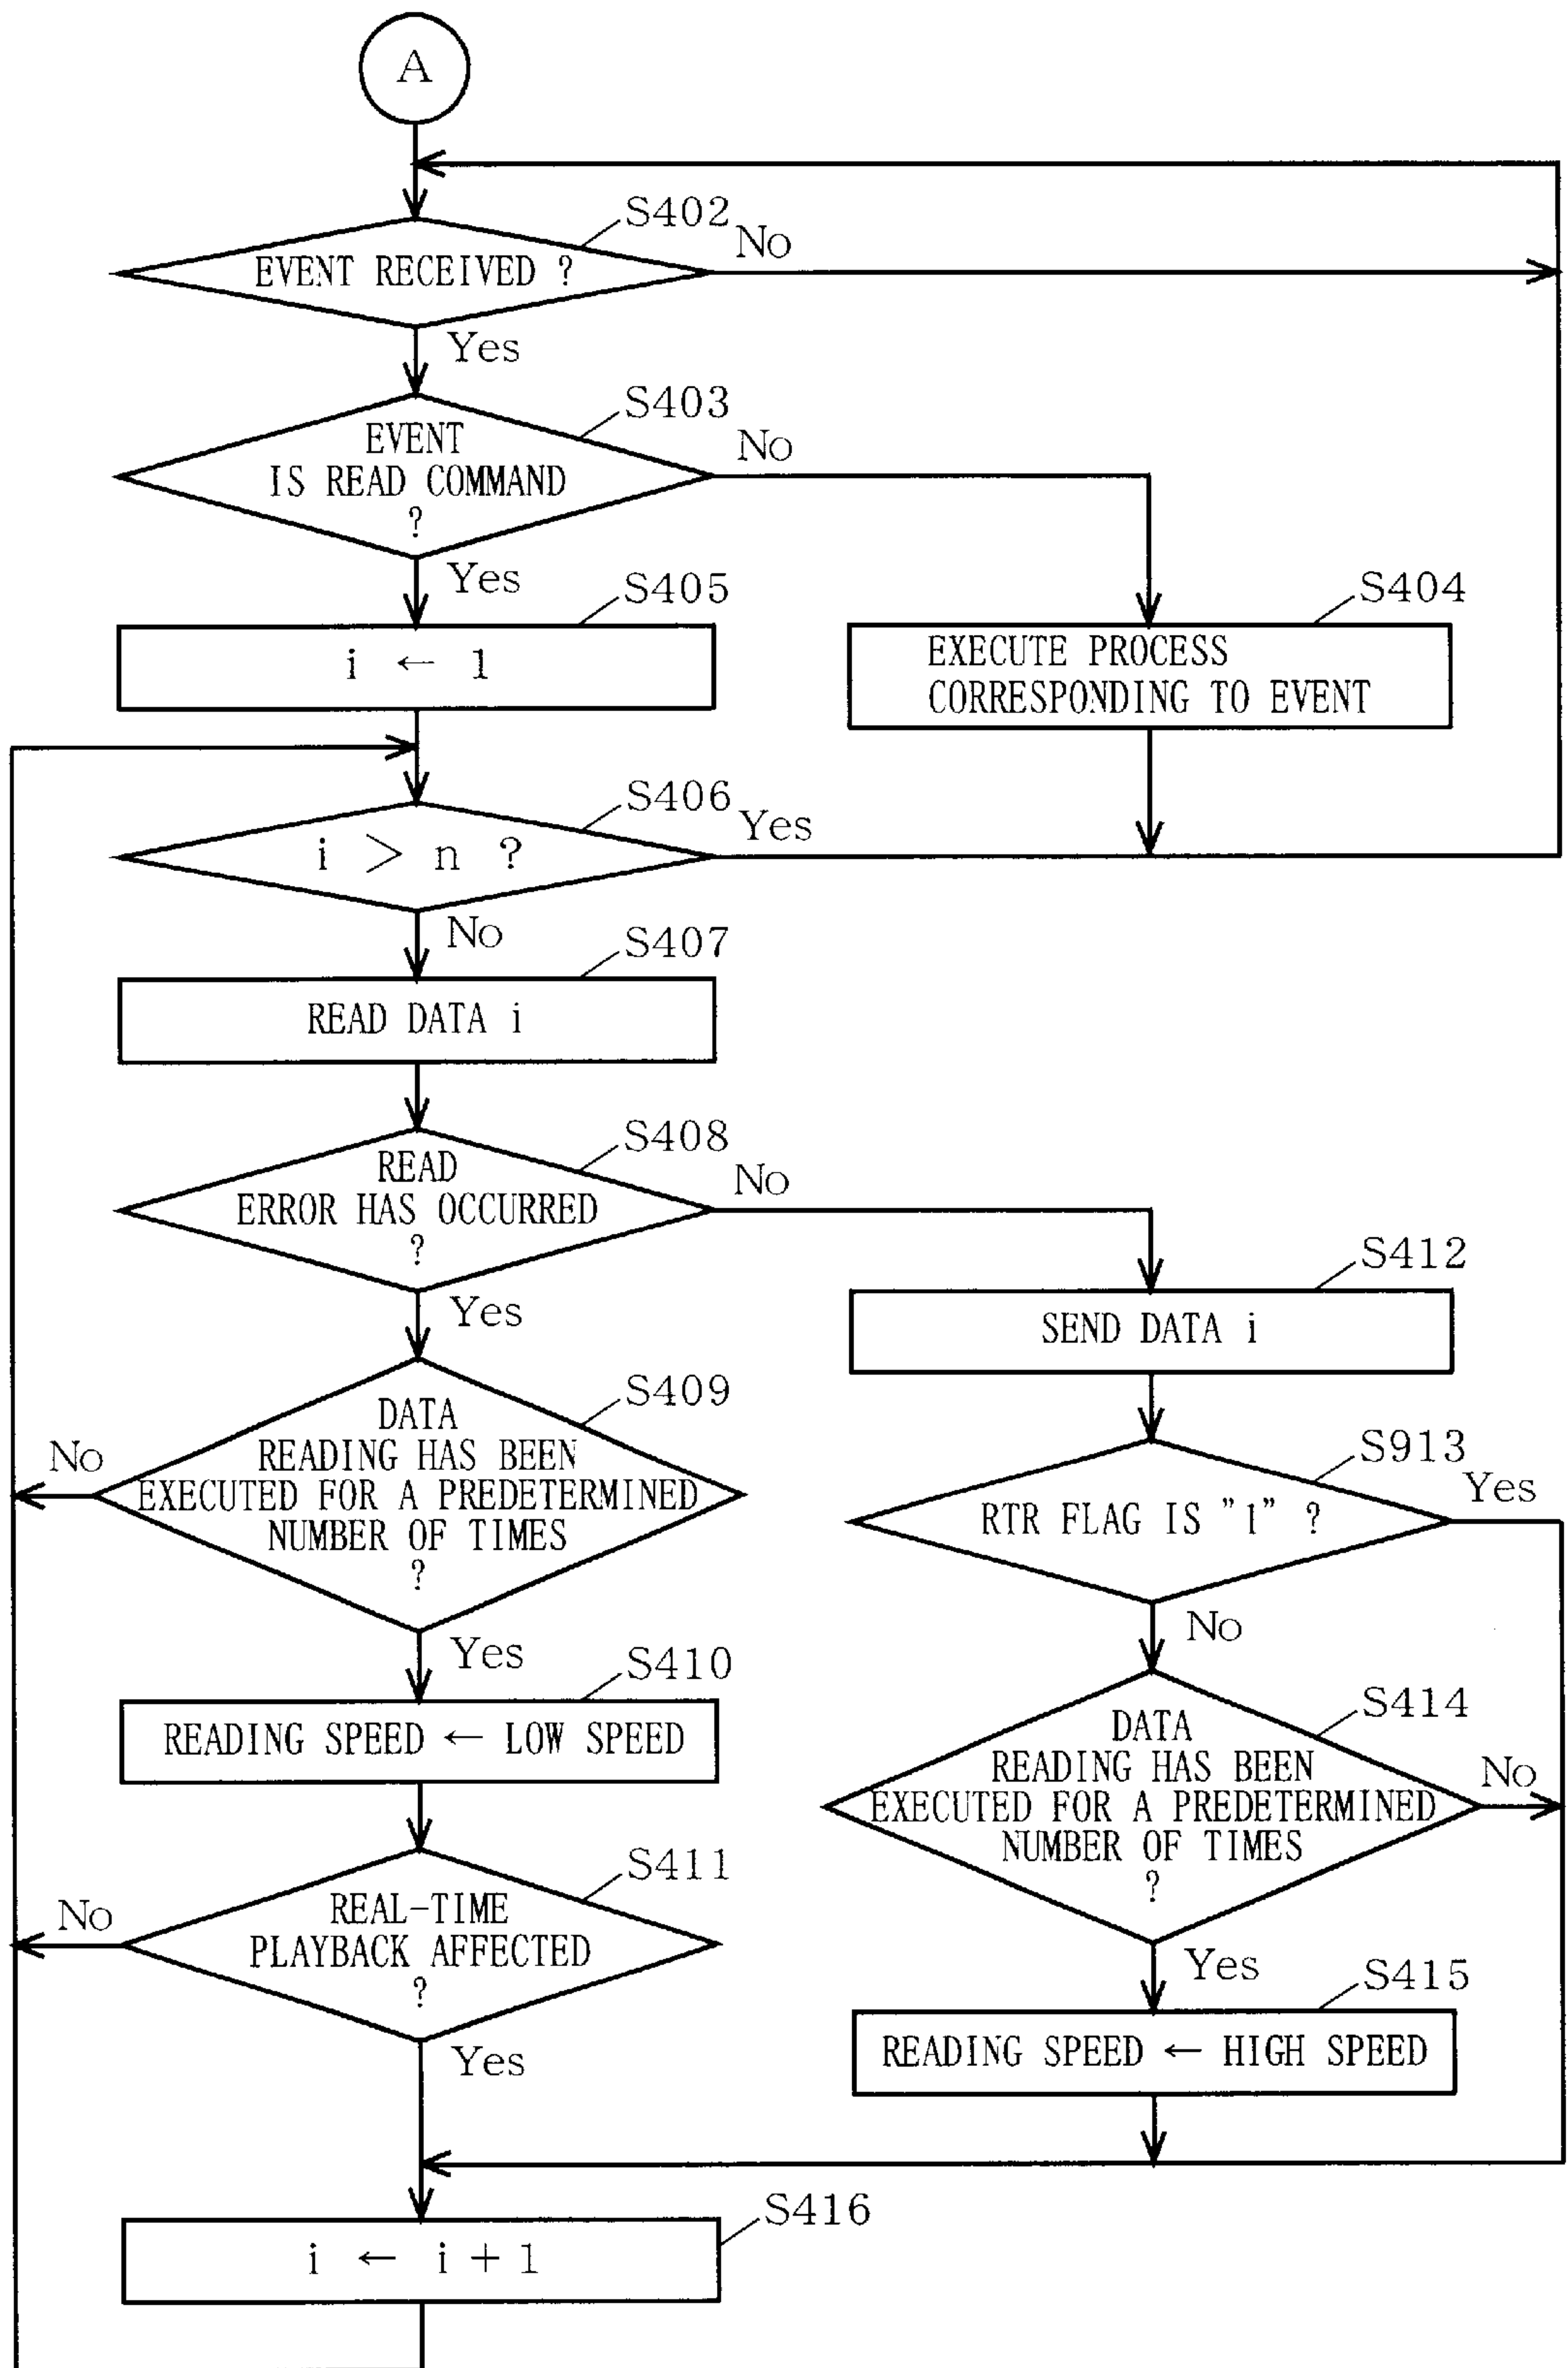 A
S402
No
EVENT RECEIVED ?
Yes
S403
No
EVENT
IS READ COMMAND
?
Yes
S405
i ← 1
S404
EXECUTE PROCESS
CORRESPONDING TO EVENT
S406
Yes
i > n ?
No
S407
READ DATA i
S408
No
READ
ERROR HAS OCCURRED
?
Yes
S412
SEND DATA i
S409
No
DATA
READING HAS BEEN
EXECUTED FOR A PREDETERMINED
NUMBER OF TIMES
?
Yes
S913
Yes
RTR FLAG IS "1" ?
No
S410
READING SPEED ← LOW SPEED
S414
No
DATA
READING HAS BEEN
EXECUTED FOR A PREDETERMINED
NUMBER OF TIMES
?
Yes
S411
No
REAL-TIME
PLAYBACK AFFECTED
?
Yes
S415
READING SPEED ← HIGH SPEED
S416
i ← i + 1